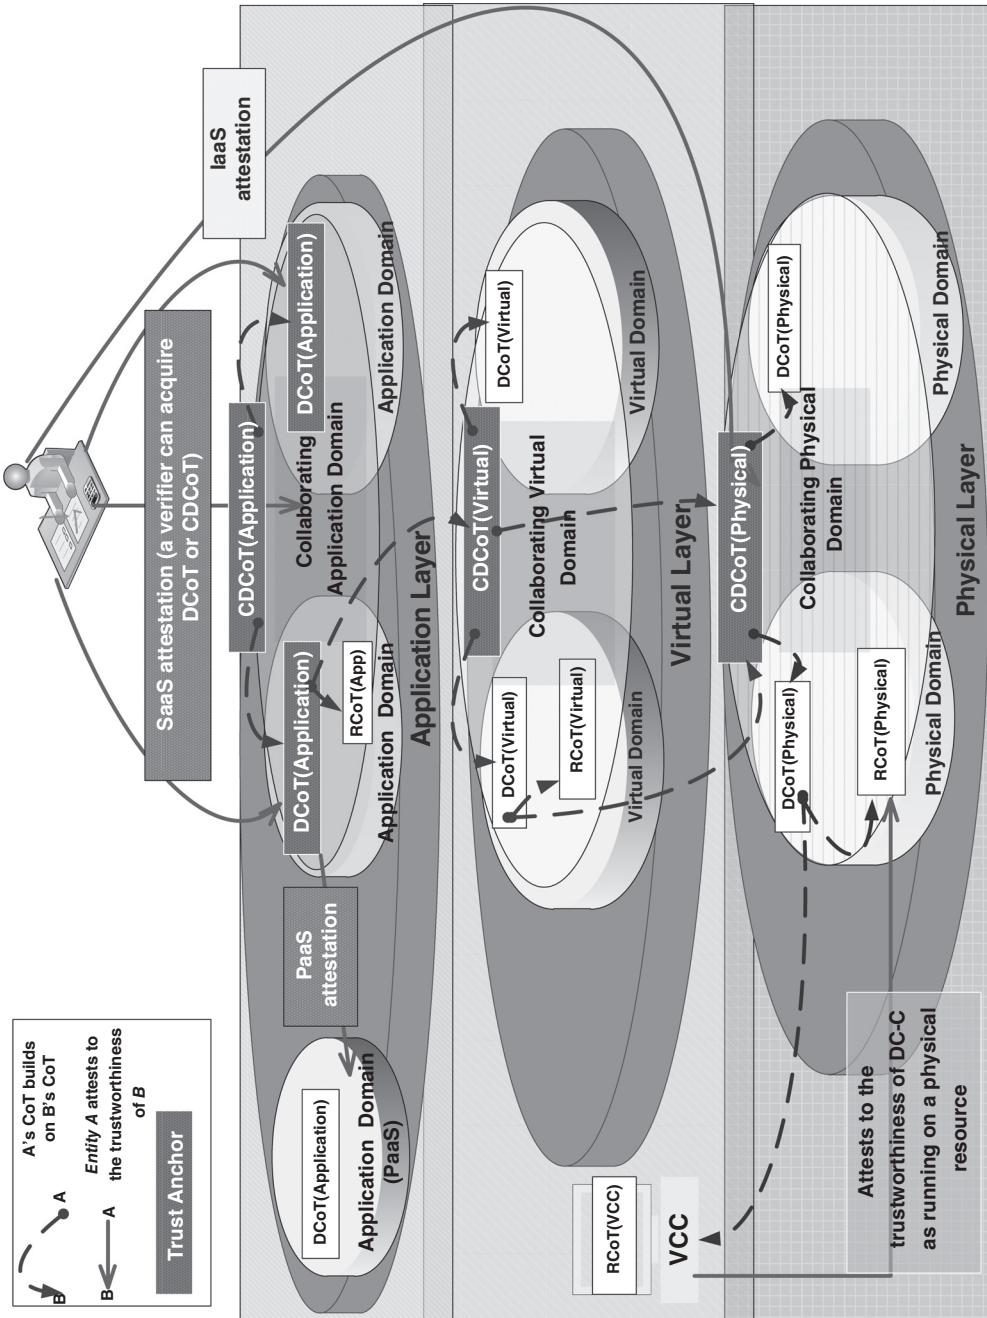 A's CoT builds
on B's CoT
A
B
Entity A attests to
the trustworthiness
of B
A
B
Trust Anchor
SaaS attestation (a verifier can acquire
DCoT or CDCoT)
IaaS
attestation
PaaS
attestation
DCoT(Application)
Application Domain
(PaaS)
CDCoT(Application)
DCoT(Application)
RCoT(App)
Application Domain
Collaborating
Application Domain
DCoT(Application)
Application Domain
Application Layer
CDCoT(Virtual)
DCoT(Virtual)
RCoT(Virtual)
Virtual Domain
Collaborating Virtual
Domain
DCoT(Virtual)
Virtual Domain
Virtual Layer
RCoT(VCC)
VCC
CDCoT(Physical)
DCoT(Physical)
RCoT(Physical)
Physical Domain
Collaborating Physical
Domain
DCoT(Physical)
Physical Domain
Physical Layer
Attests to the
trustworthiness of DC-C
as running on a physical
resource